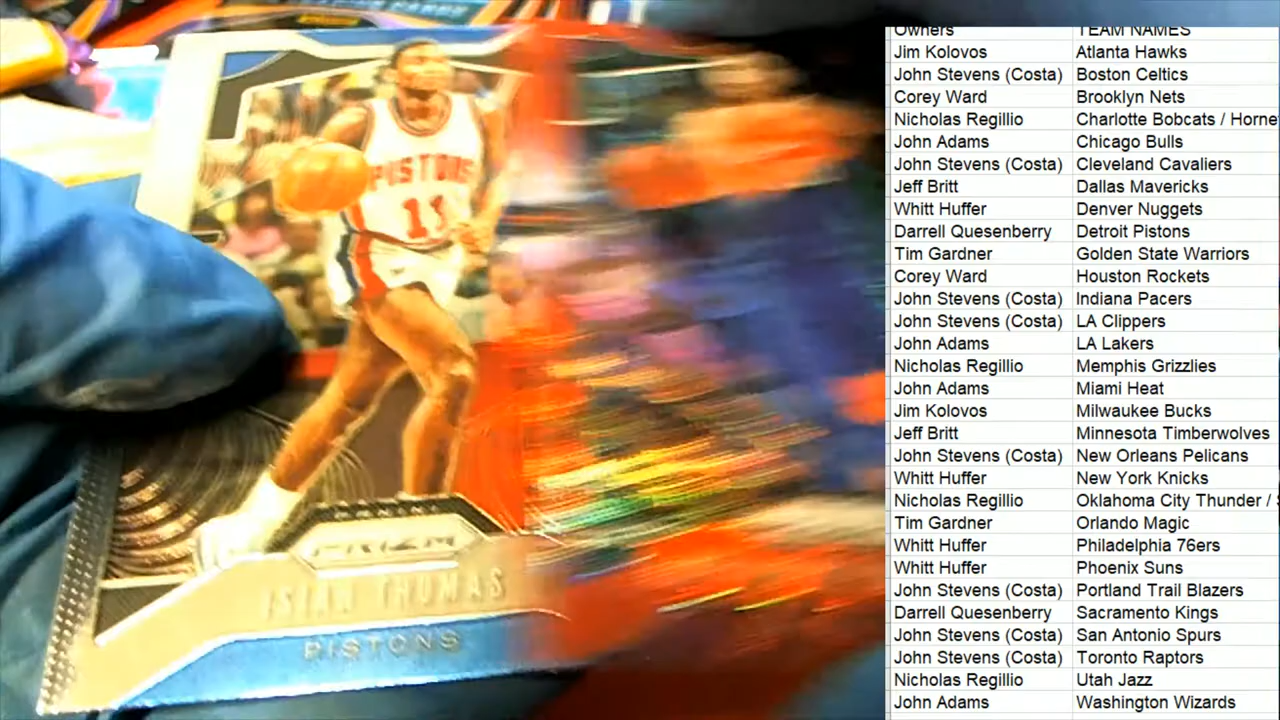 PISTONS
11
PANINI
PRIZM
ISIAH THOMAS
PISTONS
Owners TEAM NAMES
Jim Kolovos Atlanta Hawks
John Stevens (Costa) Boston Celtics
Corey Ward Brooklyn Nets
Nicholas Regillio Charlotte Bobcats / Horne
John Adams Chicago Bulls
John Stevens (Costa) Cleveland Cavaliers
Jeff Britt Dallas Mavericks
Whitt Huffer Denver Nuggets
Darrell Quesenberry Detroit Pistons
Tim Gardner Golden State Warriors
Corey Ward Houston Rockets
John Stevens (Costa) Indiana Pacers
John Stevens (Costa) LA Clippers
John Adams LA Lakers
Nicholas Regillio Memphis Grizzlies
John Adams Miami Heat
Jim Kolovos Milwaukee Bucks
Jeff Britt Minnesota Timberwolves
John Stevens (Costa) New Orleans Pelicans
Whitt Huffer New York Knicks
Nicholas Regillio Oklahoma City Thunder /
Tim Gardner Orlando Magic
Whitt Huffer Philadelphia 76ers
Whitt Huffer Phoenix Suns
John Stevens (Costa) Portland Trail Blazers
Darrell Quesenberry Sacramento Kings
John Stevens (Costa) San Antonio Spurs
John Stevens (Costa) Toronto Raptors
Nicholas Regillio Utah Jazz
John Adams Washington Wizards